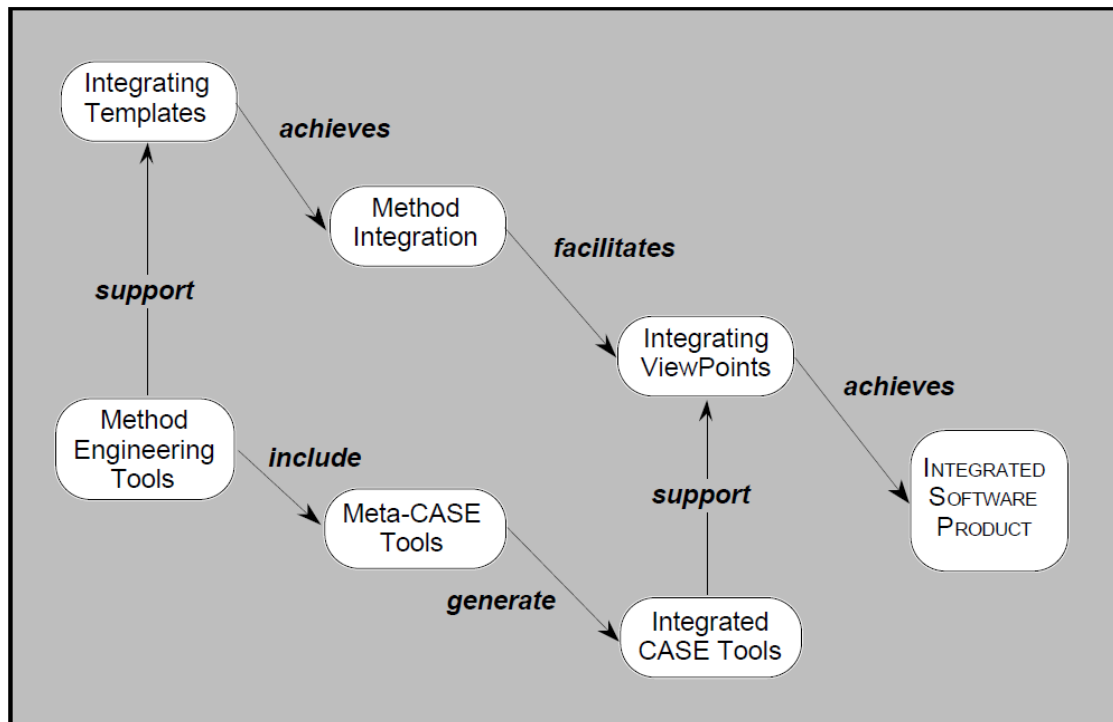 Integrating
Templates
achieves
Method
Integration
facilitates
support
Integrating
ViewPoints
achieves
Method
Engineering
Tools
include
Meta-CASE
Tools
support
INTEGRATED
SOFTWARE
PRODUCT
generate
Integrated
CASE Tools